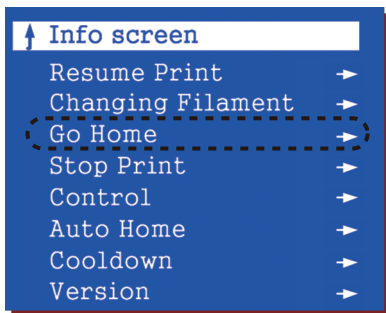 Info screen
Resume Print
Changing Filament
Go Home
Stop Print
Control
Auto Home
Cooldown
Version